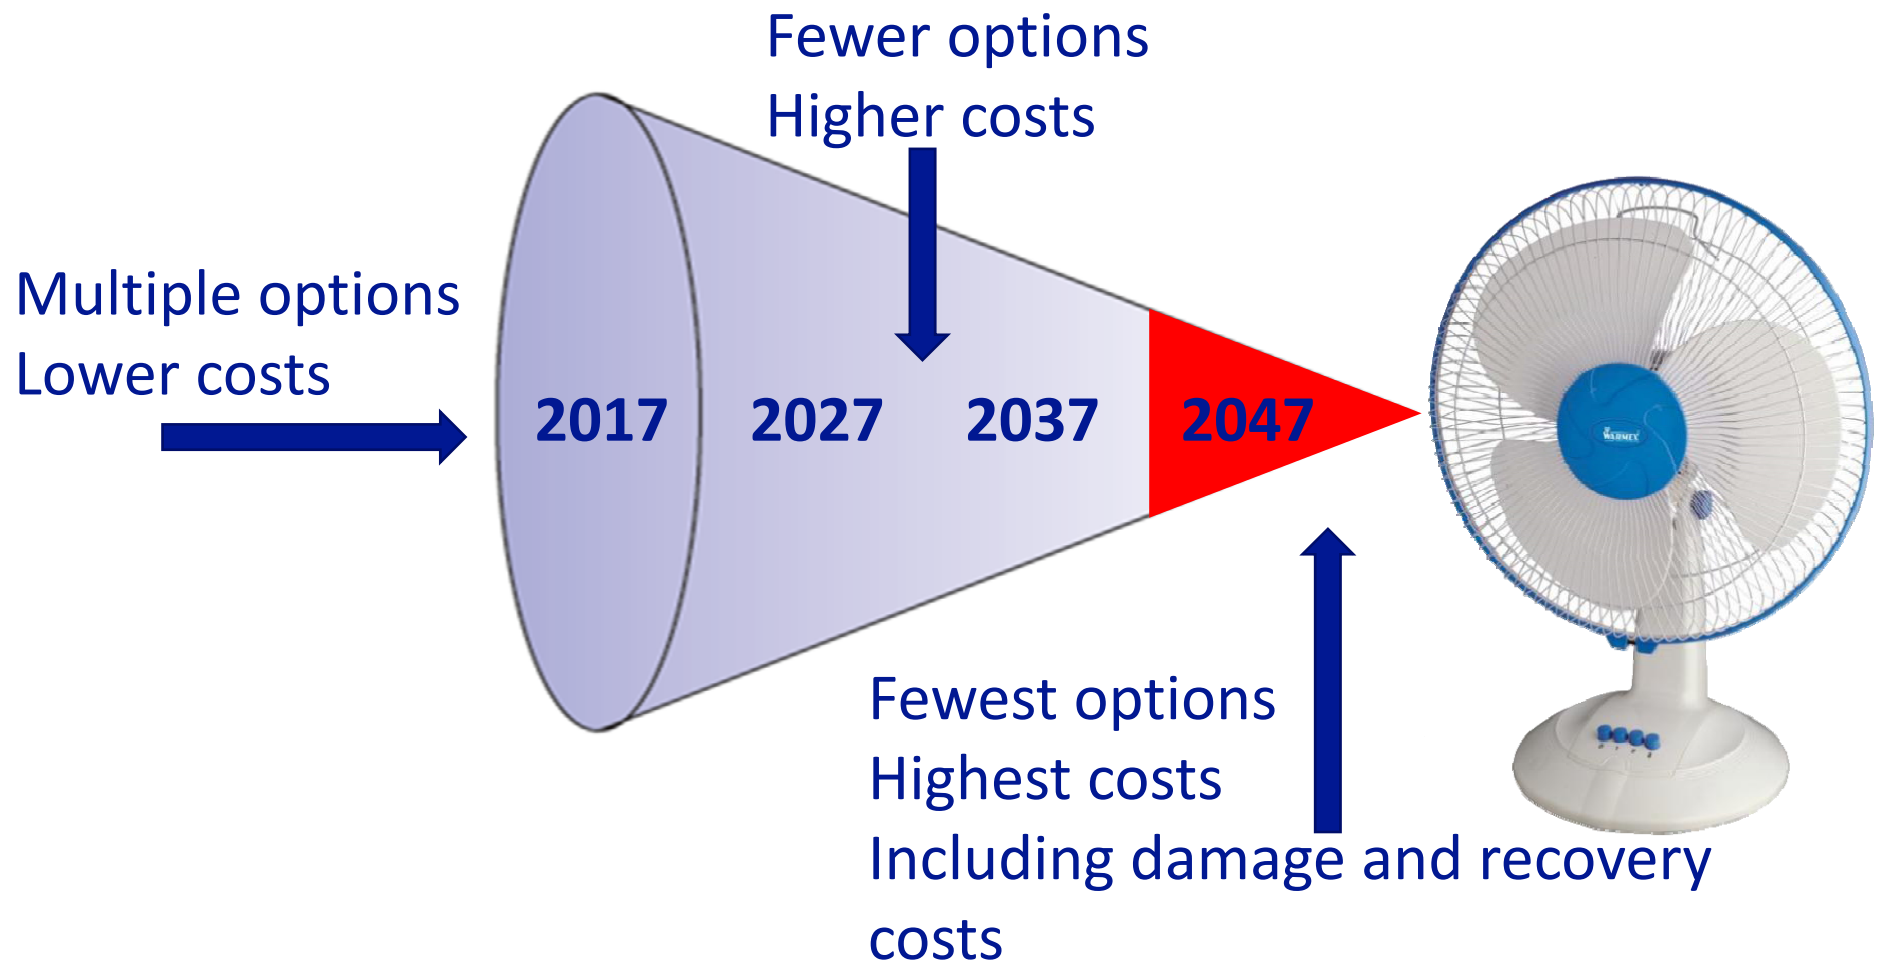 Fewer options
Higher costs
Multiple options
Lower costs
2017 2027 2037 2047
WARMEX
Fewest options
Highest costs
Including damage and recovery
costs